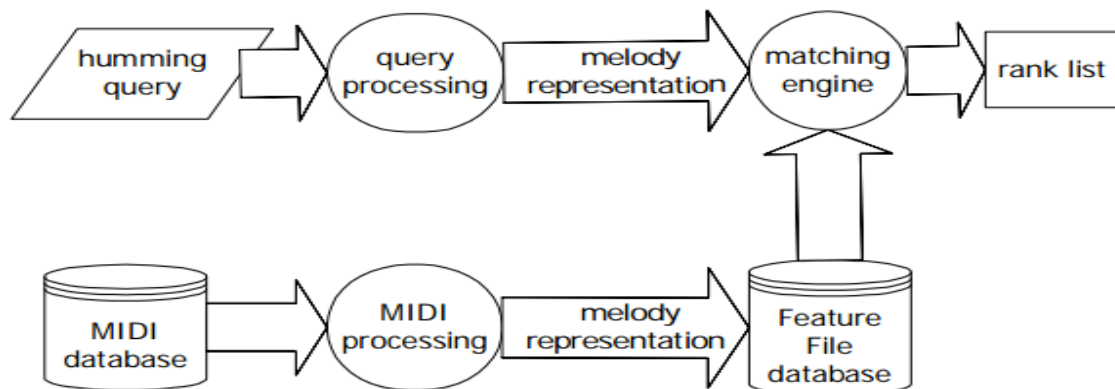 humming
query
query
processing
melody
representation
matching
engine
rank list
MIDI
database
MIDI
processing
melody
representation
Feature
File
database